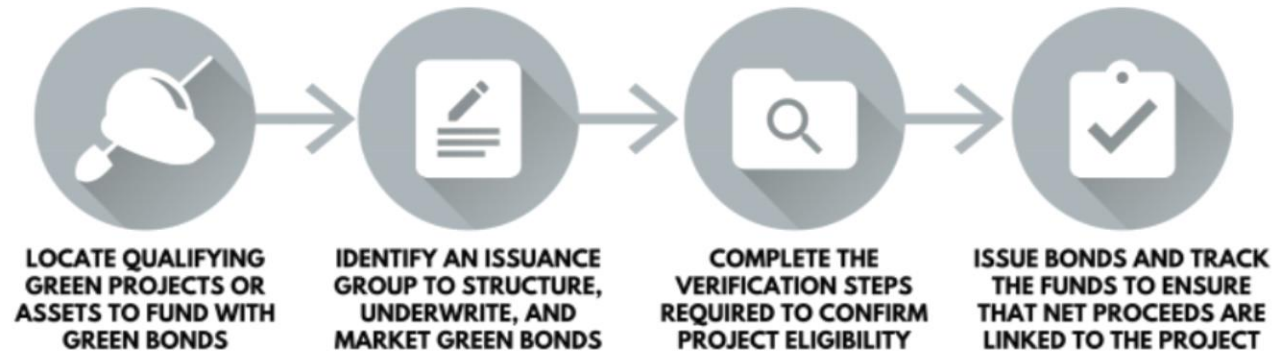 LOCATE QUALIFYING
GREEN PROJECTS OR
ASSETS TO FUND WITH
GREEN BONDS
IDENTIFY AN ISSUANCE
GROUP TO STRUCTURE,
UNDERWRITE, AND
MARKET GREEN BONDS
COMPLETE THE
VERIFICATION STEPS
REQUIRED TO CONFIRM
PROJECT ELIGIBILITY
ISSUE BONDS AND TRACK
THE FUNDS TO ENSURE
THAT NET PROCEEDS ARE
LINKED TO THE PROJECT